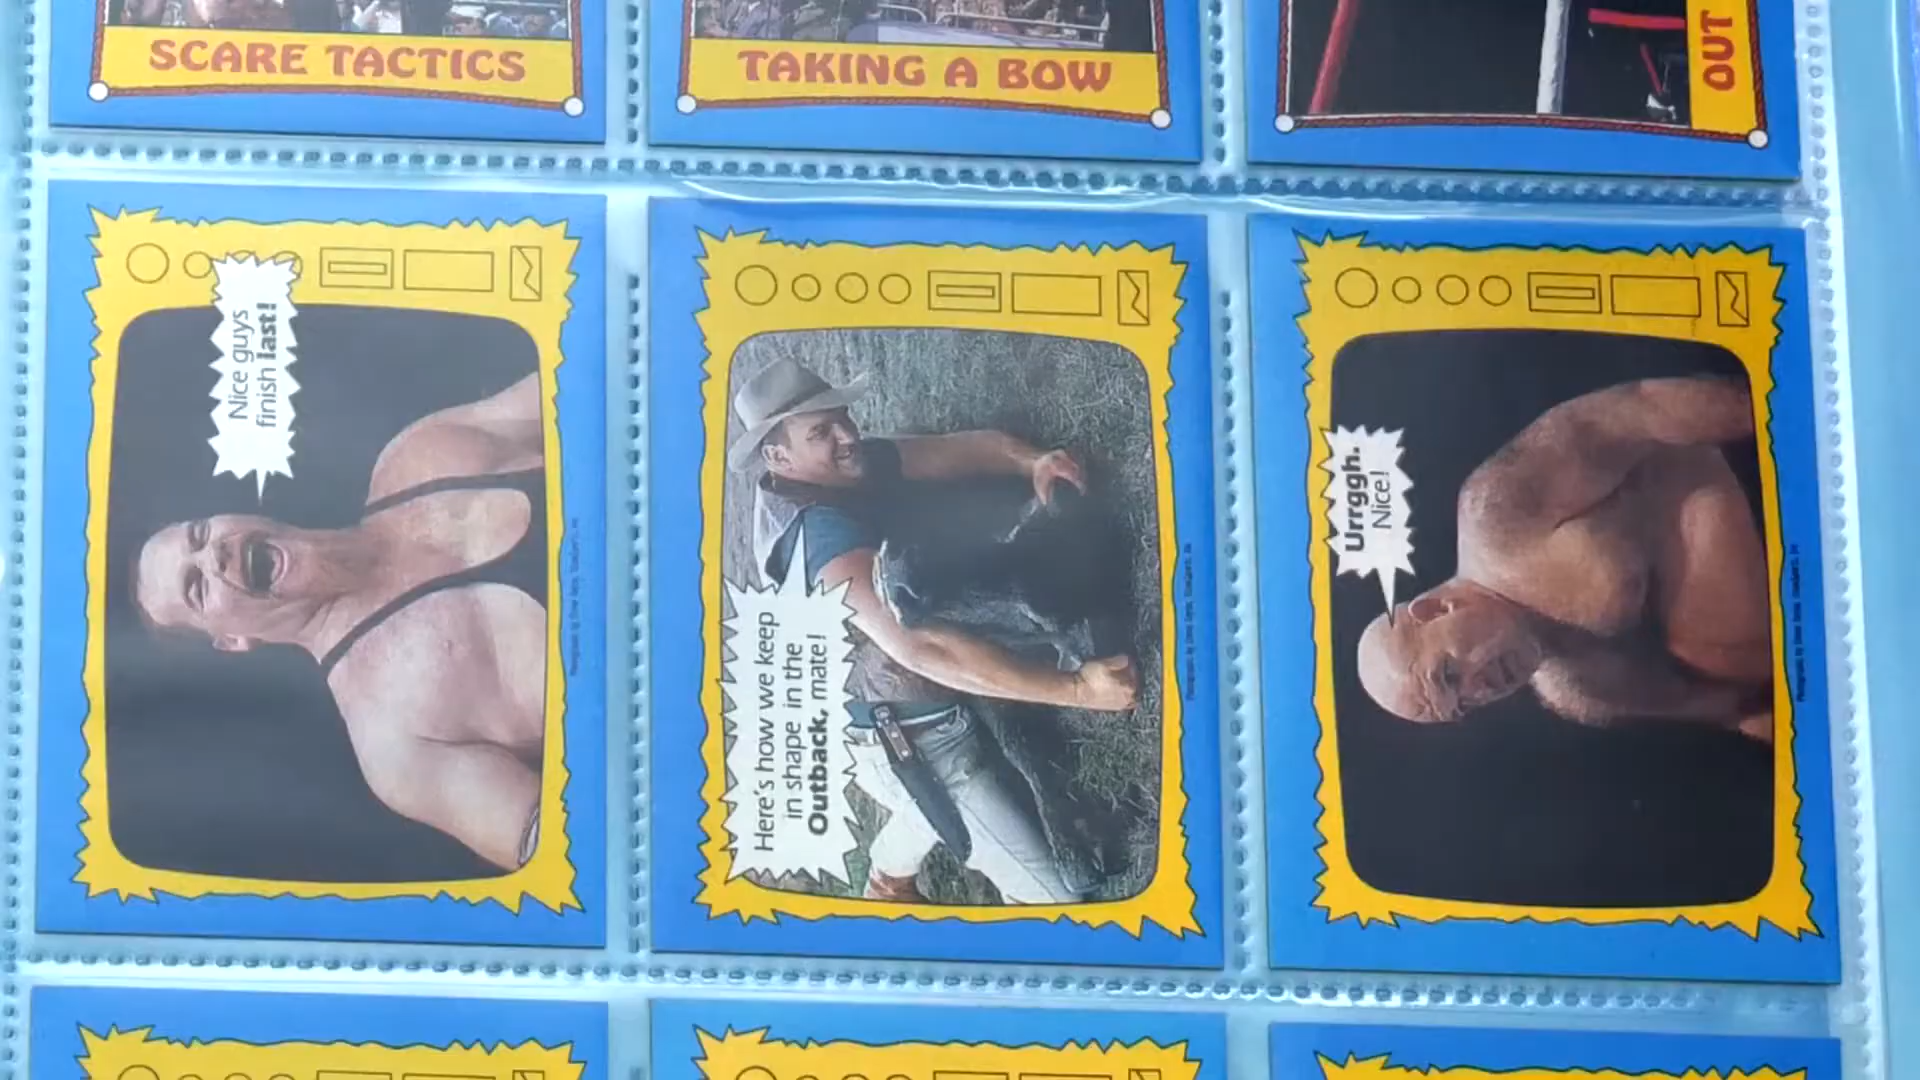 SCARE TACTICS
TAKING A BOW
OUT
Nice guys
finish last!
Here's how we keep
in shape in the
Outback, mate!
Urrggh.
Nice!